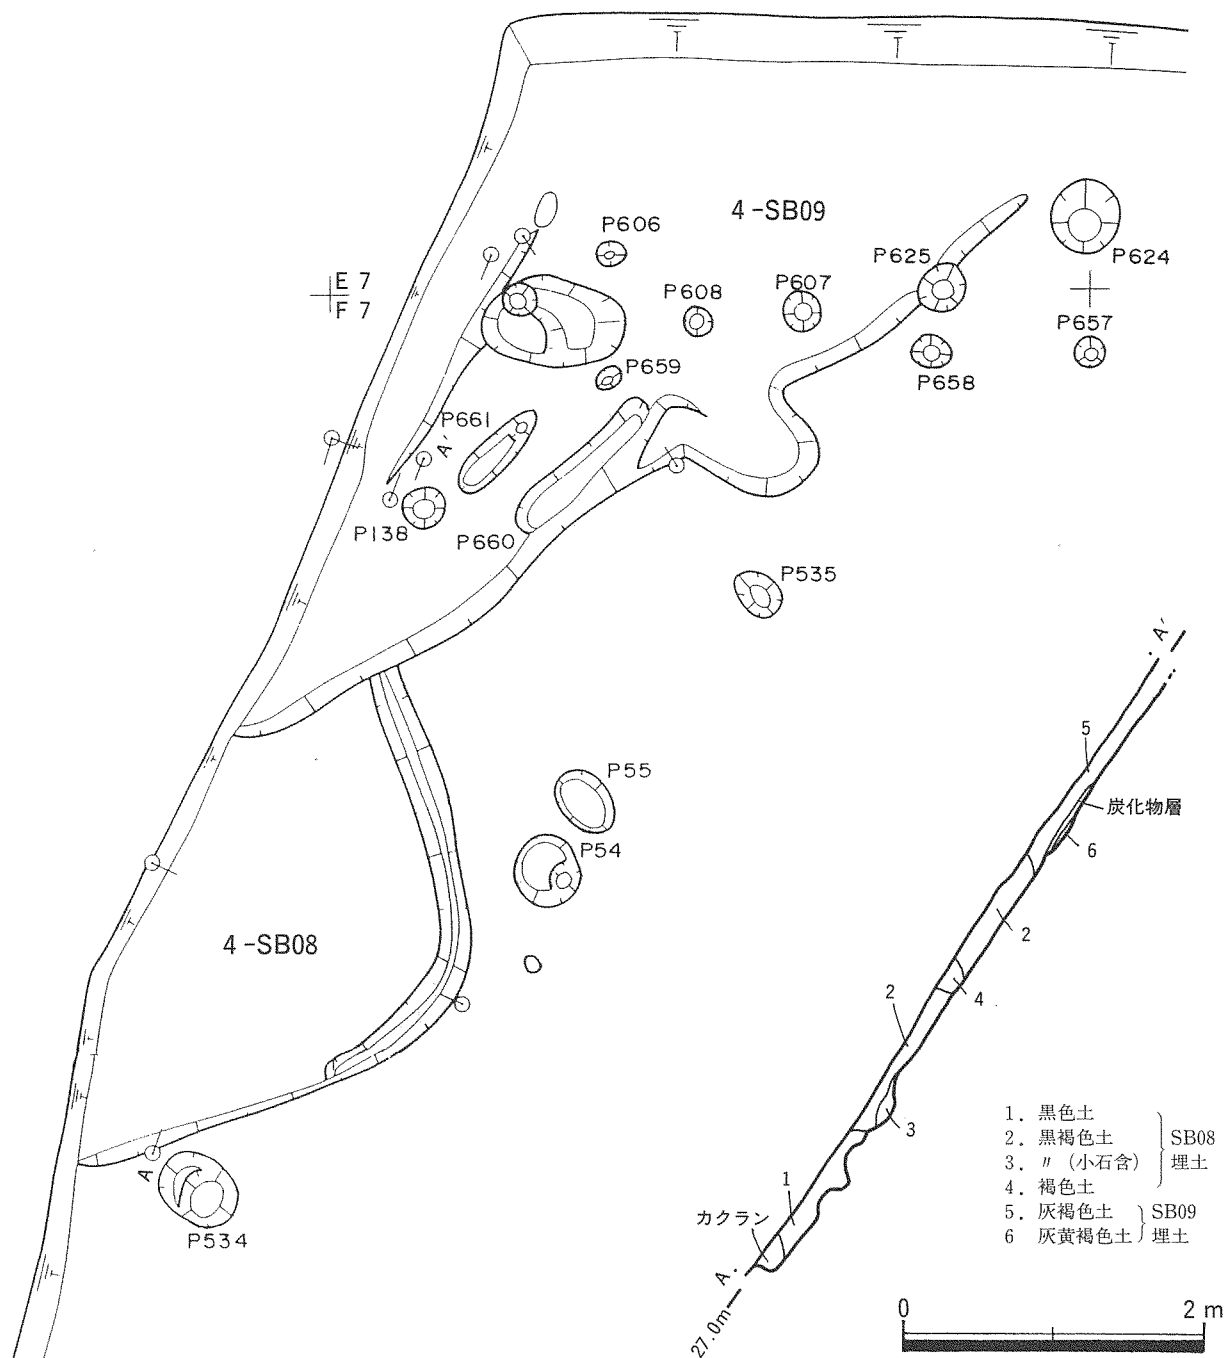 4-SB09
P606
P625
P624
E7
F7
P608
P607
P657
P659
P658
P661
A'
P138
P660
P535
A'
5
P55
炭化物層
P54
6
4-SB08
2
2
4
1. 黒色土
2. 黒褐色土
3. 〃 (小石含)
4. 褐色土
SB08
埋土
5. 灰褐色土
6 灰黄褐色土
SB09
埋土
3
A
1
カクラン
P534
A.
27.0m
0 2m